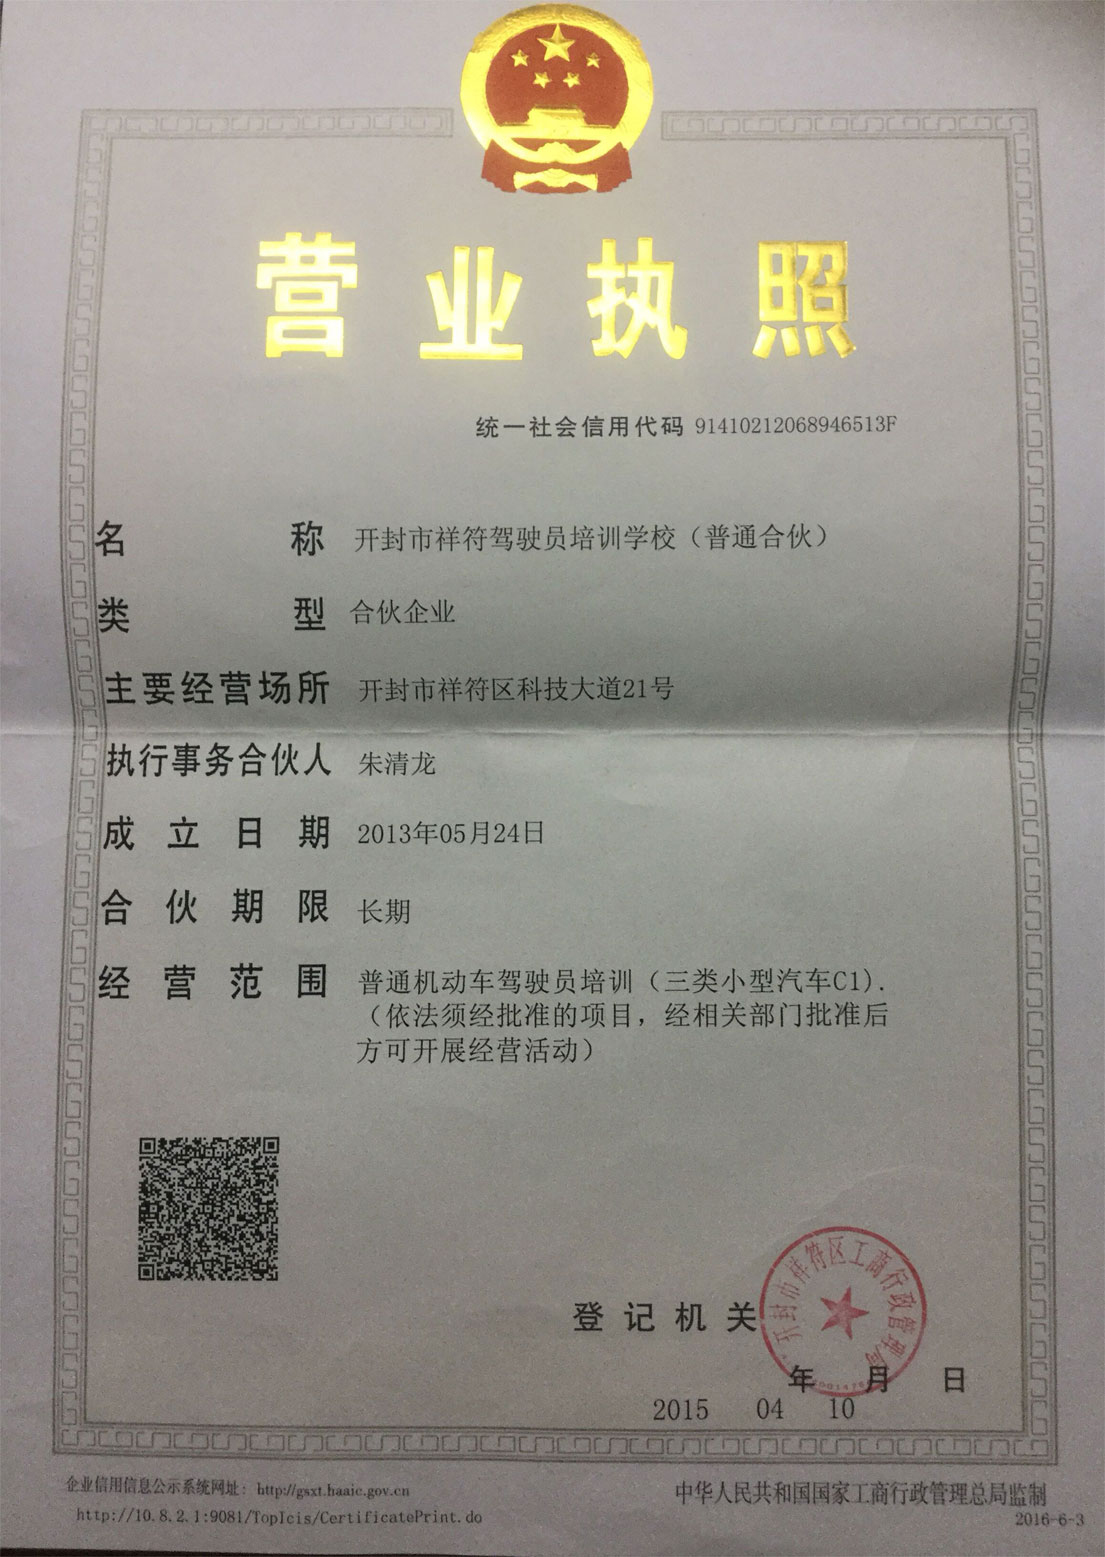 营业执照
统一社会信用代码 91410212068946513F
名称 开封市祥符驾驶员培训学校（普通合伙）
类型 合伙企业
主要经营场所 开封市祥符区科技大道21号
执行事务合伙人 朱清龙
成立日期 2013年05月24日
合伙期限 长期
经营范围 普通机动车驾驶员培训（三类小型汽车C1).
（依法须经批准的项目，经相关部门批准后
方可开展经营活动）
开封市祥符区工商行政管理局
登记机关
年 月 日
2015 04 10
企业信用信息公示系统网址: http://gsxt.haaic.gov.cn
中华人民共和国国家工商行政管理总局监制
http://10.8.2.1:9081/TopIcis/CertificatePrint.do
2016-6-3